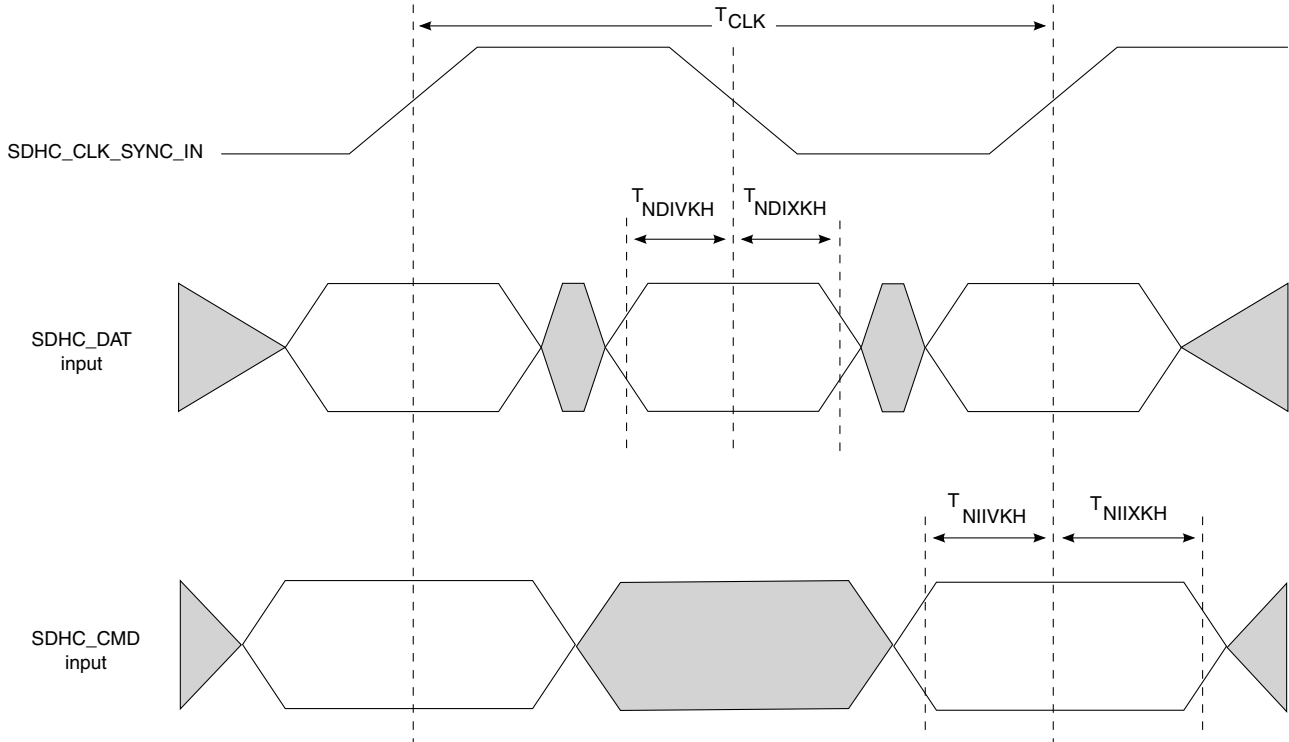 TCLK
SDHC_CLK_SYNC_IN
TNDIVKH
TNDIXKH
SDHC_DAT
input
TNIIVKH
TNIIXKH
SDHC_CMD
input